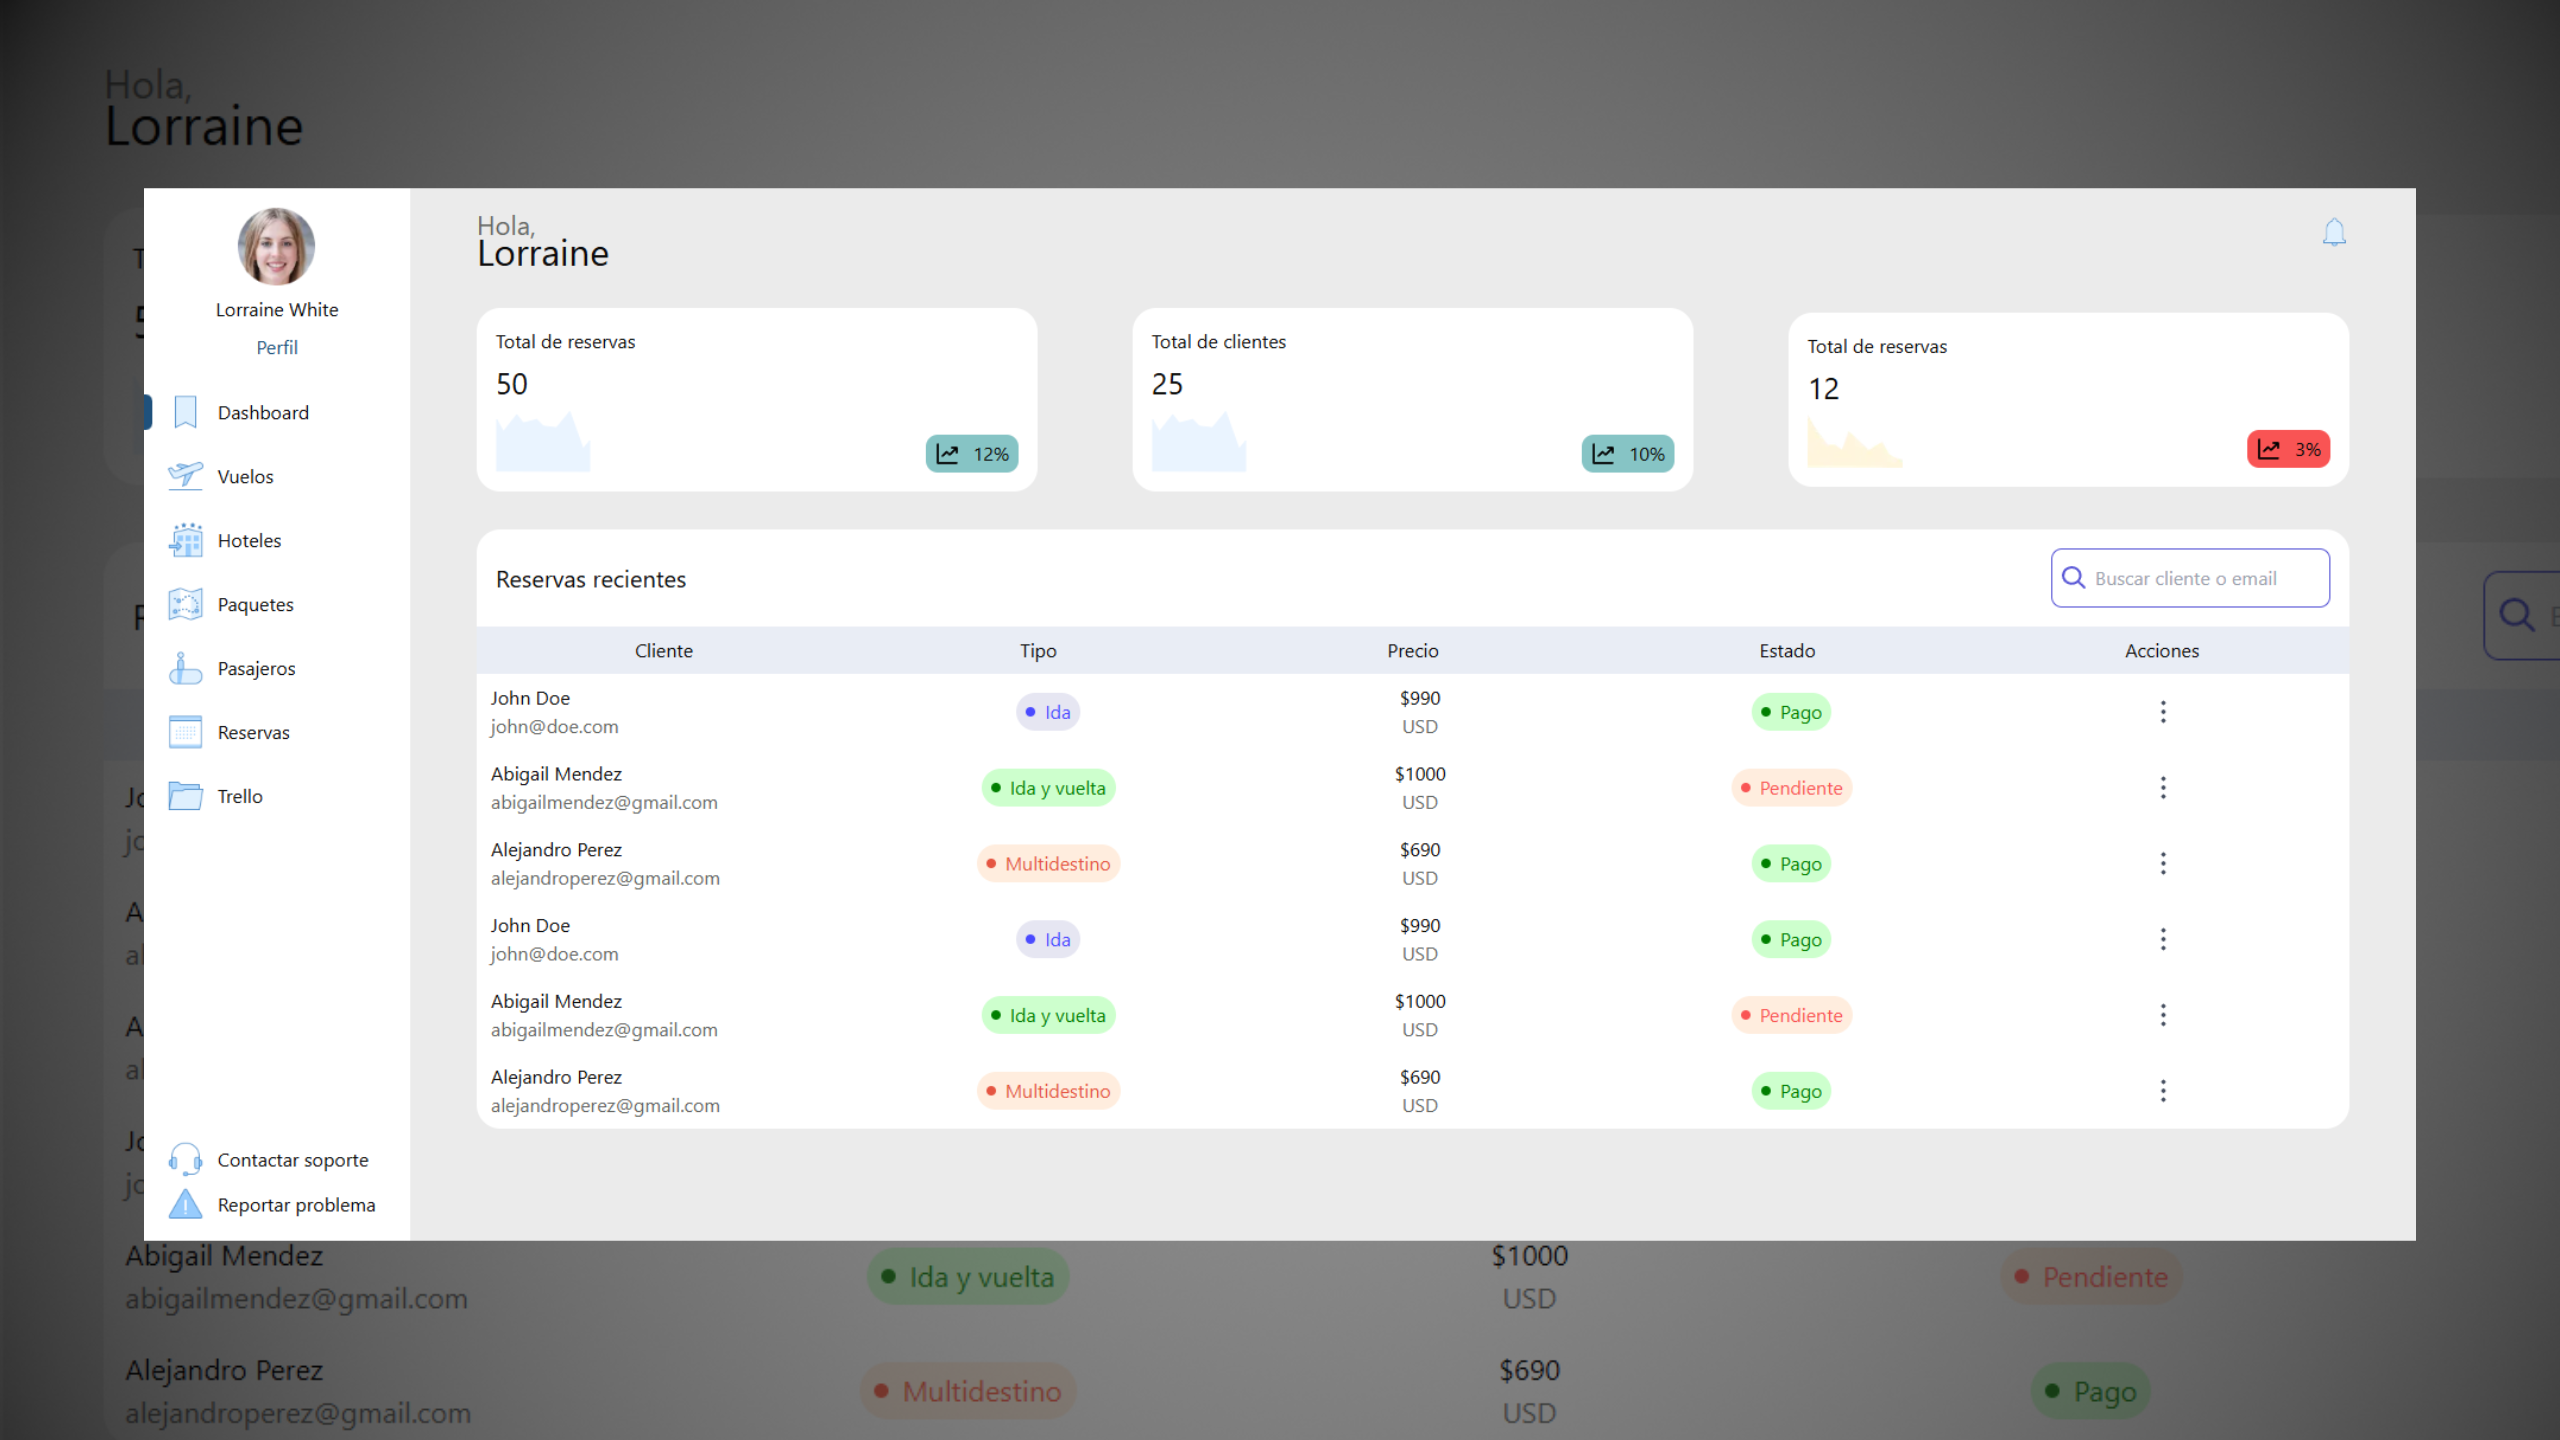 Hola,
Lorraine
Lorraine White
Perfil
Dashboard
Vuelos
Hoteles
Paquetes
Pasajeros
Reservas
Trello
Contactar soporte
Reportar problema
Hola,
Lorraine
Total de reservas
50
12%
Total de clientes
25
10%
Total de reservas
12
3%
Reservas recientes
Buscar cliente o email
Cliente Tipo Precio Estado Acciones
John Doe
john@doe.com
Ida
$990
USD
Pago
Abigail Mendez
abigailmendez@gmail.com
Ida y vuelta
$1000
USD
Pendiente
Alejandro Perez
alejandroperez@gmail.com
Multidestino
$690
USD
Pago
John Doe
john@doe.com
Ida
$990
USD
Pago
Abigail Mendez
abigailmendez@gmail.com
Ida y vuelta
$1000
USD
Pendiente
Alejandro Perez
alejandroperez@gmail.com
Multidestino
$690
USD
Pago
Abigail Mendez
abigailmendez@gmail.com
Ida y vuelta
$1000
USD
Pendiente
Alejandro Perez
alejandroperez@gmail.com
Multidestino
$690
USD
Pago